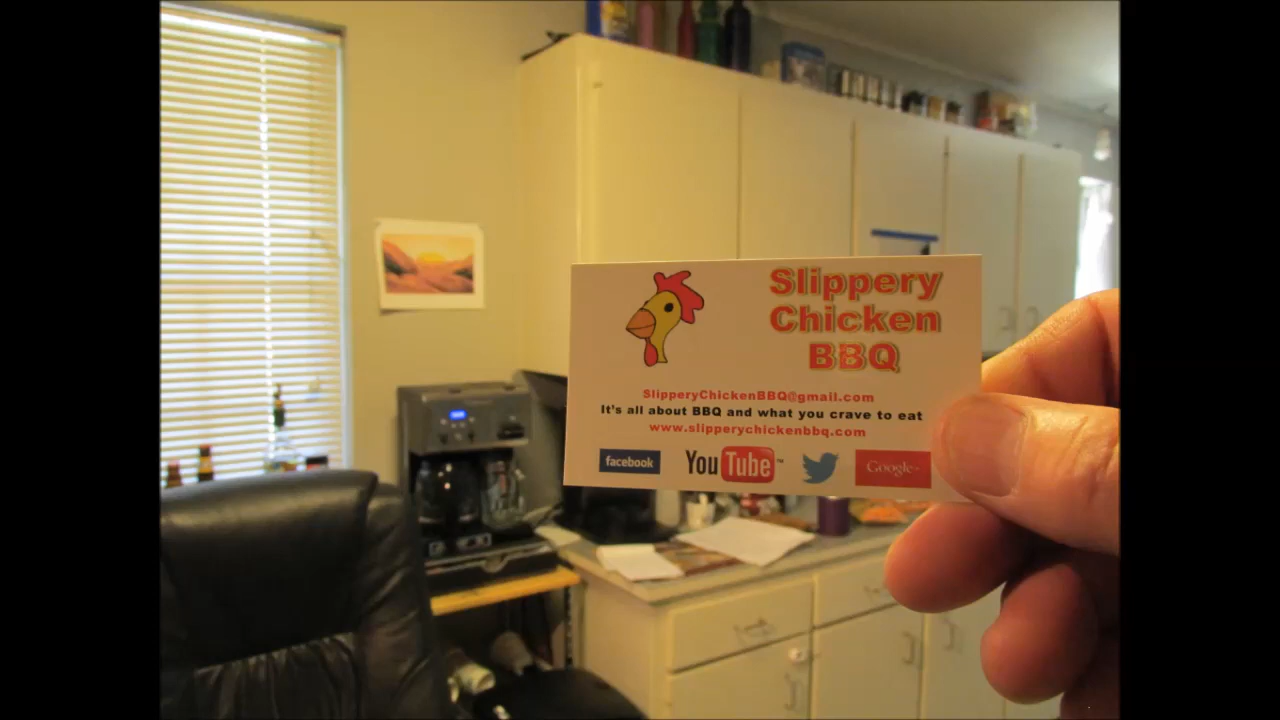 Slippery
Chicken
BBQ
SlipperyChickenBBQ@gmail.com
It's all about BBQ and what you crave to eat
www.slipperychickenbbq.com
facebook YouTube™ Google+